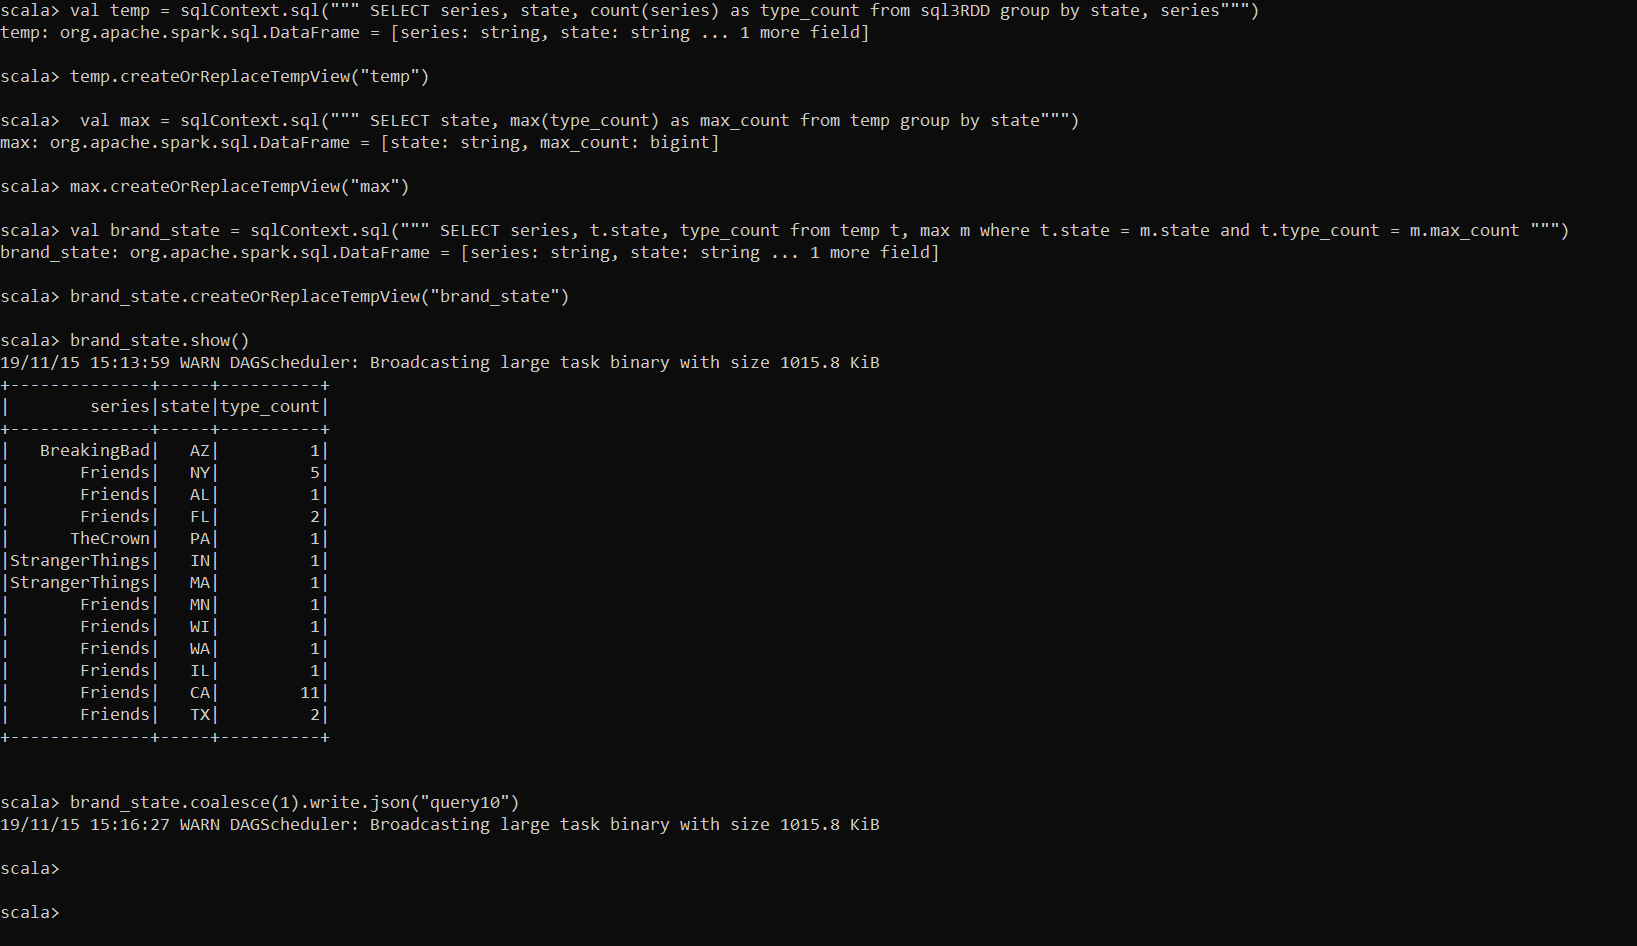 scala> val temp = sqlContext.sql(""" SELECT series, state, count(series) as type_count from sql3RDD group by state, series""")
temp: org.apache.spark.sql.DataFrame = [series: string, state: string ... 1 more field]
scala> temp.createOrReplaceTempView("temp")
scala>  val max = sqlContext.sql(""" SELECT state, max(type_count) as max_count from temp group by state""")
max: org.apache.spark.sql.DataFrame = [state: string, max_count: bigint]
scala> max.createOrReplaceTempView("max")
scala> val brand_state = sqlContext.sql(""" SELECT series, t.state, type_count from temp t, max m where t.state = m.state and t.type_count = m.max_count """)
brand_state: org.apache.spark.sql.DataFrame = [series: string, state: string ... 1 more field]
scala> brand_state.createOrReplaceTempView("brand_state")
scala> brand_state.show()
19/11/15 15:13:59 WARN DAGScheduler: Broadcasting large task binary with size 1015.8 KiB
+--------------+-----+----------+
|        series|state|type_count|
+--------------+-----+----------+
|   BreakingBad|   AZ|         1|
|       Friends|   NY|         5|
|       Friends|   AL|         1|
|       Friends|   FL|         2|
|      TheCrown|   PA|         1|
|StrangerThings|   IN|         1|
|StrangerThings|   MA|         1|
|       Friends|   MN|         1|
|       Friends|   WI|         1|
|       Friends|   WA|         1|
|       Friends|   IL|         1|
|       Friends|   CA|        11|
|       Friends|   TX|         2|
+--------------+-----+----------+
scala> brand_state.coalesce(1).write.json("query10")
19/11/15 15:16:27 WARN DAGScheduler: Broadcasting large task binary with size 1015.8 KiB
scala>
scala>